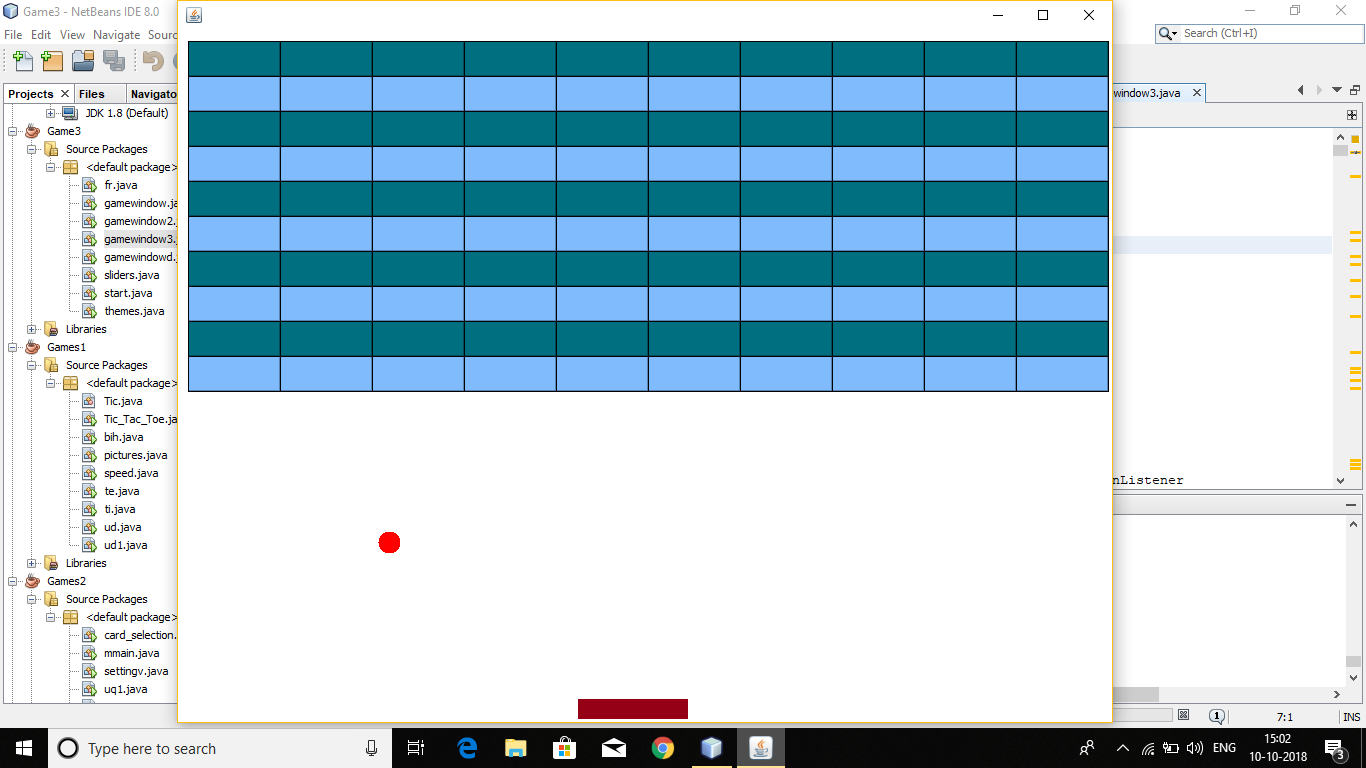 Game3 - NetBeans IDE 8.0
File Edit View Navigate Sourc
Search (Ctrl+I)
Projects Files Navigato
window3.java
JDK 1.8 (Default)
Game3
Source Packages
<default package>
fr.java
gamewindow.ja
gamewindow2.
gamewindow3.
gamewindowd.
sliders.java
start.java
themes.java
Libraries
Games1
Source Packages
<default package>
Tic.java
Tic_Tac_Toe.ja
bih.java
pictures.java
speed.java
te.java
ti.java
ud.java
ud1.java
Libraries
Games2
Source Packages
<default package>
card_selection.
mmain.java
settingv.java
uq1.java
nListener
1 7:1 INS
Type here to search
ENG
15:02
10-10-2018
3